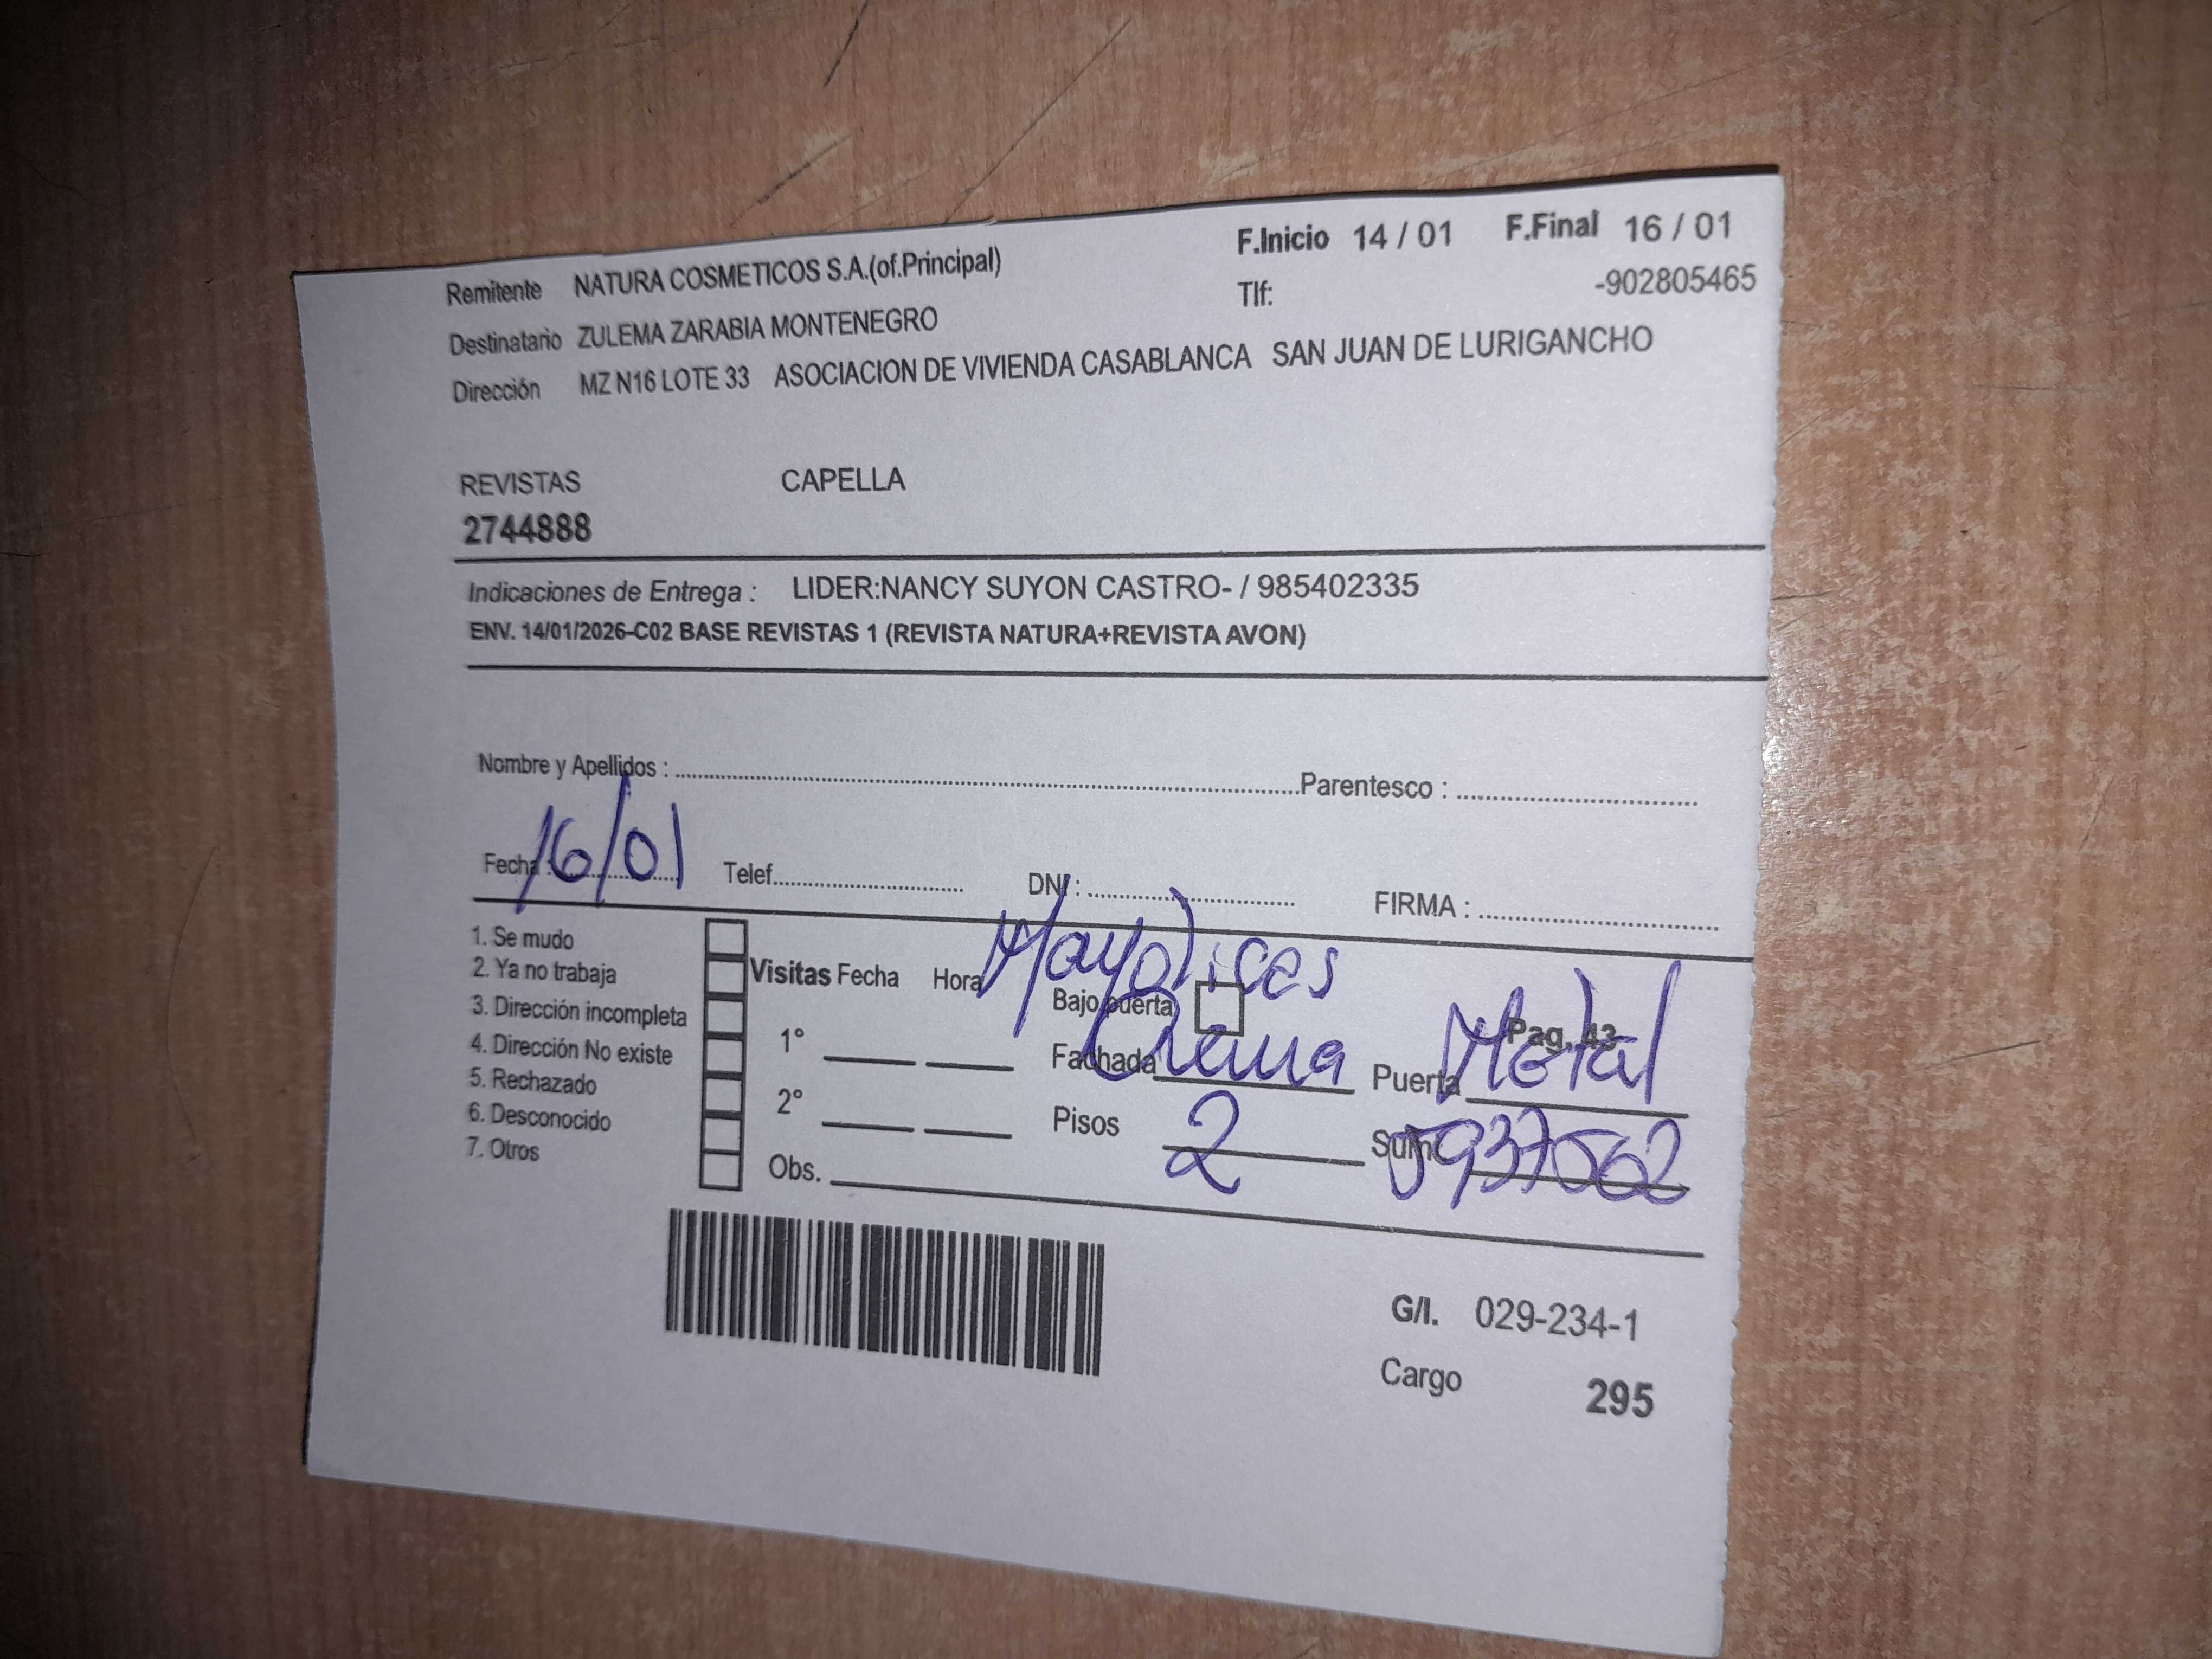 Remitente NATURA COSMETICOS S.A.(of.Principal) F.Inicio 14 / 01 F.Final 16 / 01
Destinatario ZULEMA ZARABIA MONTENEGRO Tlf: -902805465
Dirección MZ N16 LOTE 33 ASOCIACION DE VIVIENDA CASABLANCA SAN JUAN DE LURIGANCHO
REVISTAS CAPELLA
2744888
Indicaciones de Entrega : LIDER:NANCY SUYON CASTRO- / 985402335
ENV. 14/01/2026-C02 BASE REVISTAS 1 (REVISTA NATURA+REVISTA AVON)
Nombre y Apellidos : Parentesco :
Fecha : 16/01 Telef. DNI : FIRMA :
1. Se mudo
2. Ya no trabaja
3. Dirección incompleta
4. Dirección No existe
5. Rechazado
6. Desconocido
7. Otros
Visitas Fecha Hora
1°
2°
Obs.
Mayolices
Bajo puerta
Pag. 43
Fachada Crema Puerta Metal
Pisos 2 Sum 5937562
G/I. 029-234-1
Cargo 295